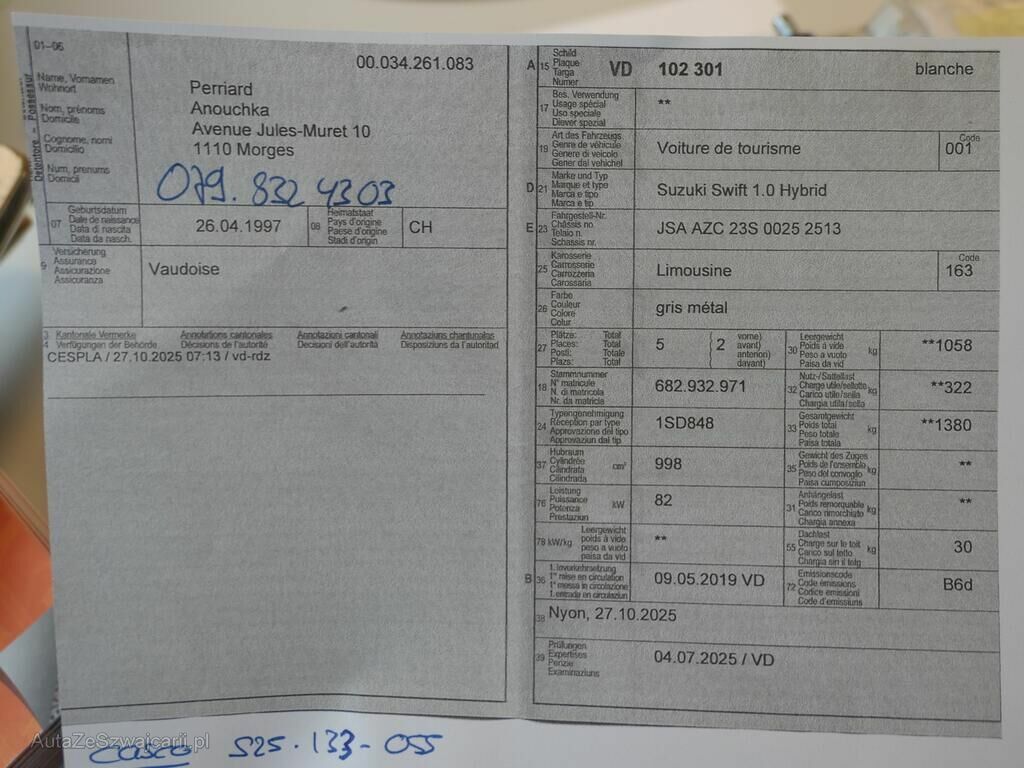 01-06
00.034.261.083
Name, Vornamen
Wohnort
Nom, prénoms
Domicile
Cognome, nomi
Domicilio
Num, prenums
Domicil
Perriard
Anouchka
Avenue Jules-Muret 10
1110 Morges
079.832 43 03
07 Geburtsdatum
Date de naissance
Data di nascita
Data da nasch.
26.04.1997
08 Heimatstaat
Pays d'origine
Paese d'origine
Stadi d'origin
CH
9 Versicherung
Assurance
Assicurazione
Assicuranza
Vaudoise
3 Kantonale Vermerke Annotations cantonales Annotazioni cantonali Annotaziuns chantunalas
4 Verfügungen der Behörde Décisions de l'autorité Decisioni dell'autorità Disposiziuns da l'autoritad
CESPLA / 27.10.2025 07:13 / vd-rdz
A 15 Schild
Plaque
Targa
Numer
VD 102 301 blanche
17 Bes. Verwendung
Usage spécial
Uso speciale
Diever spezial
**
19 Art des Fahrzeugs
Genre de véhicule
Genere di veicolo
Gener dal vehichel
Voiture de tourisme
Code
001
D 21 Marke und Typ
Marque et type
Marca e tipo
Marca e tip
Suzuki Swift 1.0 Hybrid
E 23 Fahrgestell-Nr.
Châssis no.
Telaio n.
Schassis nr.
JSA AZC 23S 0025 2513
25 Karosserie
Carrosserie
Carrozzeria
Carossaria
Limousine
Code
163
26 Farbe
Couleur
Colore
Colur
gris métal
27 Plätze: Total
Places: Total
Posti: Totale
Plazs: Total
5
( 2 vorne)
avant)
anteriori)
davant)
30 Leergewicht
Poids à vide
Peso a vuoto
Paisa da vid
kg
**1058
18 Stammnummer
N° matricule
N. di matricola
Nr. da matricla
682.932.971
32 Nutz-/Sattellast
Charge utile/sellette
Carico utile/sella
Chargia utila/sella
kg
**322
24 Typengenehmigung
Réception par type
Approvazione del tipo
Approvaziun dal tip
1SD848
33 Gesamtgewicht
Poids total
Peso totale
Paisa totala
kg
**1380
37 Hubraum
Cylindrée
Cilindrata
Cilindrada
cm³
998
35 Gewicht des Zuges
Poids de l'ensemble
Peso del convoglio
Paisa cumposiziun
kg
**
76 Leistung
Puissance
Potenza
Prestaziun
kW
82
31 Anhängelast
Poids remorquable
Carico rimorchiato
Chargia annexa
kg
**
78 kW/kg Leergewicht
poids à vide
peso a vuoto
paisa da vid
**
55 Dachlast
Charge sur le toit
Carico sul tetto
Chargia sin il tetg
kg
30
B 36 1. Inverkehrsetzung
1re mise en circulation
1a messa in circolazione
1. entrada en circulaziun
09.05.2019 VD
72 Emissionscode
Code émissions
Codice emissioni
Code d'emissiuns
B6d
38 Nyon, 27.10.2025
39 Prüfungen
Expertises
Perizie
Examinaziuns
04.07.2025 / VD
AutaZeSzwajcarii.pl
casco 525.133-055